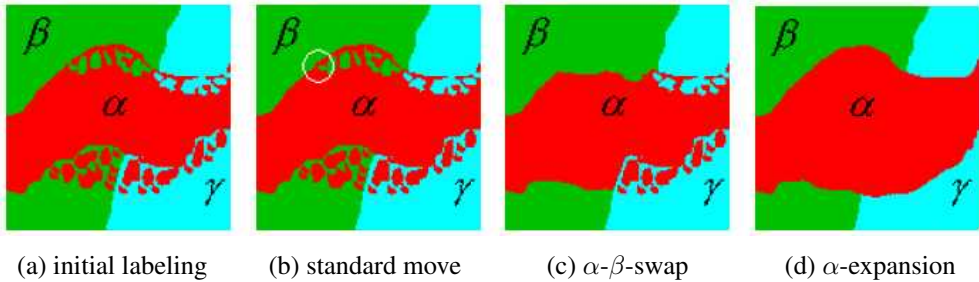 β α γ
β α γ
β α γ
β α γ
(a) initial labeling
(b) standard move
(c) α-β-swap
(d) α-expansion